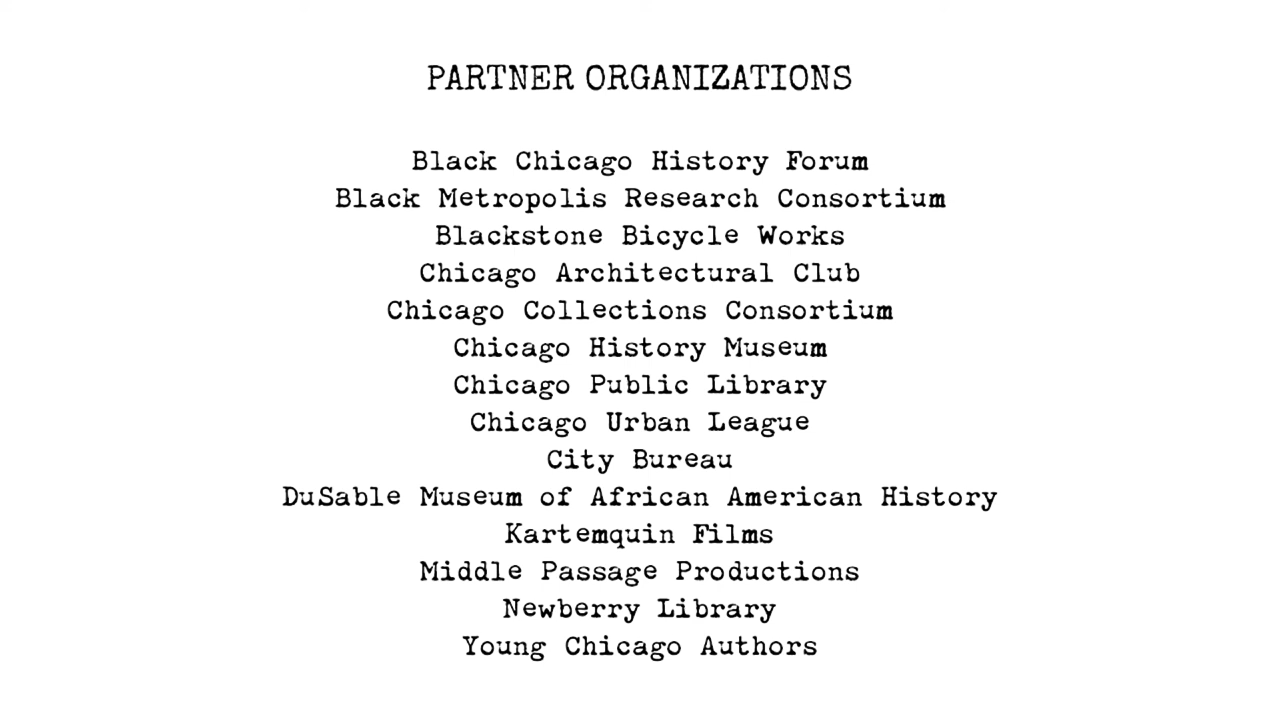 PARTNER ORGANIZATIONS
Black Chicago History Forum
Black Metropolis Research Consortium
Blackstone Bicycle Works
Chicago Architectural Club
Chicago Collections Consortium
Chicago History Museum
Chicago Public Library
Chicago Urban League
City Bureau
DuSable Museum of African American History
Kartemquin Films
Middle Passage Productions
Newberry Library
Young Chicago Authors